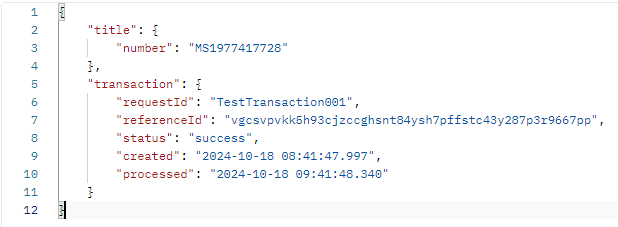 1 {
2 "title": {
3 "number": "MS1977417728"
4 },
5 "transaction": {
6 "requestId": "TestTransaction001",
7 "referenceId": "vgcsvpvkk5h93cjzccghsnt84ysh7pffstc43y287p3r9667pp",
8 "status": "success",
9 "created": "2024-10-18 08:41:47.997",
10 "processed": "2024-10-18 09:41:48.340"
11 }
12 }